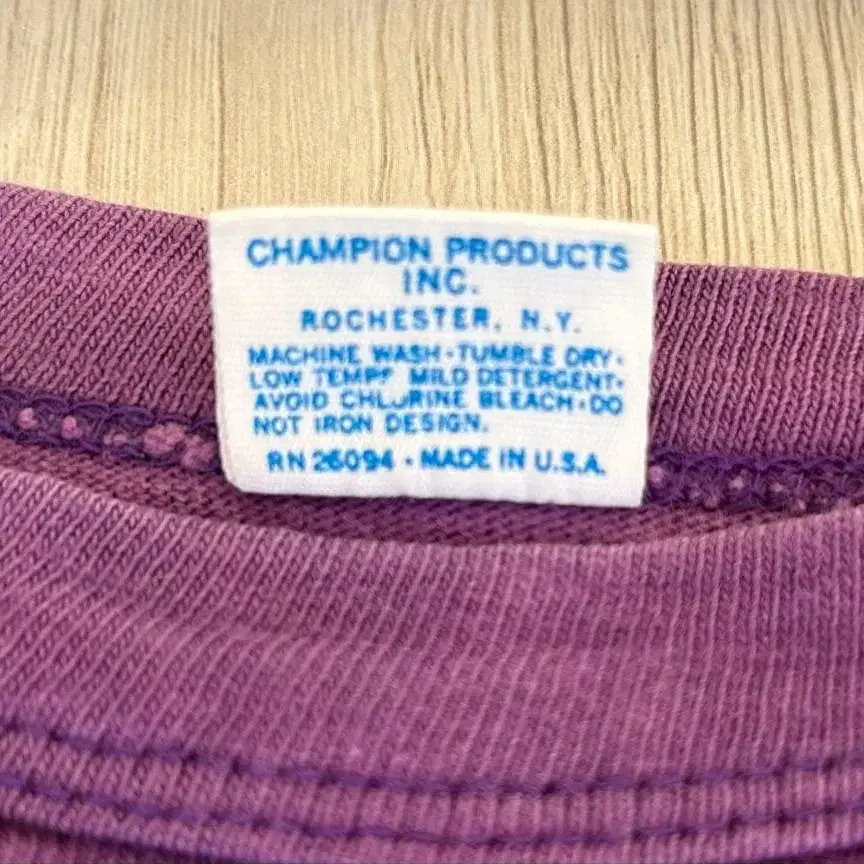 CHAMPION PRODUCTS
INC.
ROCHESTER, N.Y.
MACHINE WASH•TUMBLE DRY•
LOW TEMP• MILD DETERGENT•
AVOID CHLORINE BLEACH•DO
NOT IRON DESIGN.
RN 26094 • MADE IN U.S.A.